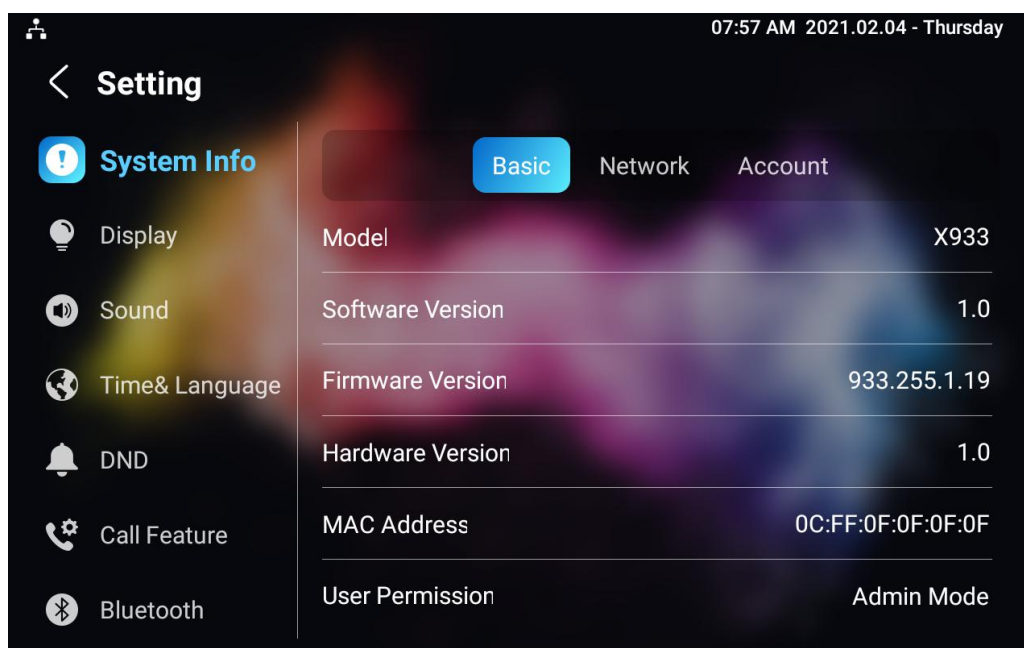 07:57 AM 2021.02.04 - Thursday
Setting
System Info
Display
Sound
Time& Language
DND
Call Feature
Bluetooth
Basic Network Account
Model X933
Software Version 1.0
Firmware Version 933.255.1.19
Hardware Version 1.0
MAC Address 0C:FF:0F:0F:0F:0F
User Permission Admin Mode